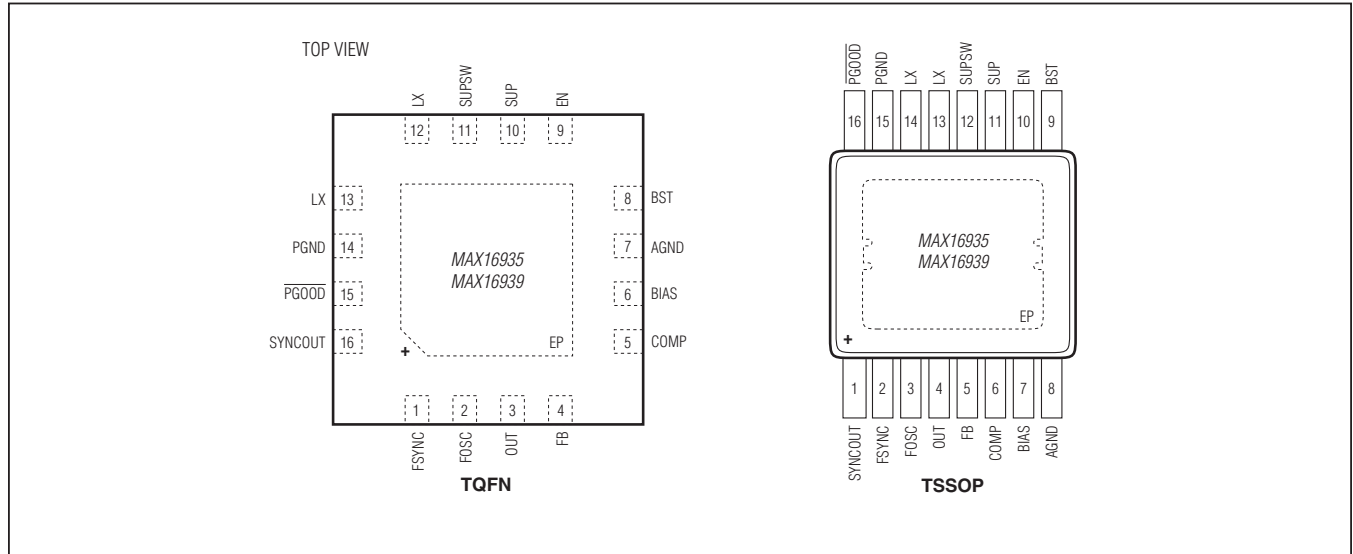 TOP VIEW
LX
SUPSW
SUP
EN
12
11
10
9
LX 13
PGND 14
PGOOD 15
SYNCOUT 16
8 BST
7 AGND
6 BIAS
5 COMP
MAX16935
MAX16939
EP
+
1
2
3
4
FSYNC
FOSC
OUT
FB
TQFN
PGOOD
PGND
LX
LX
SUPSW
SUP
EN
BST
16
15
14
13
12
11
10
9
MAX16935
MAX16939
EP
+
1
2
3
4
5
6
7
8
SYNCOUT
FSYNC
FOSC
OUT
FB
COMP
BIAS
AGND
TSSOP